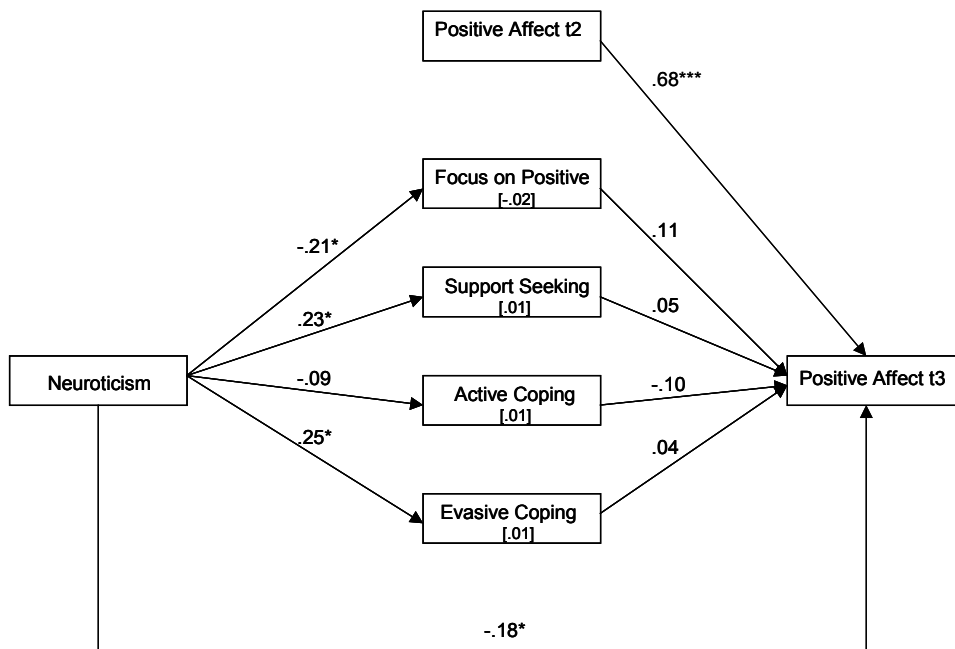 Positive Affect t2
.68***
Focus on Positive
[-.02]
-.21*
.11
Support Seeking
[.01]
.23*
.05
Neuroticism
-.09
Active Coping
[.01]
-.10
Positive Affect t3
.25*
.04
Evasive Coping
[.01]
-.18*